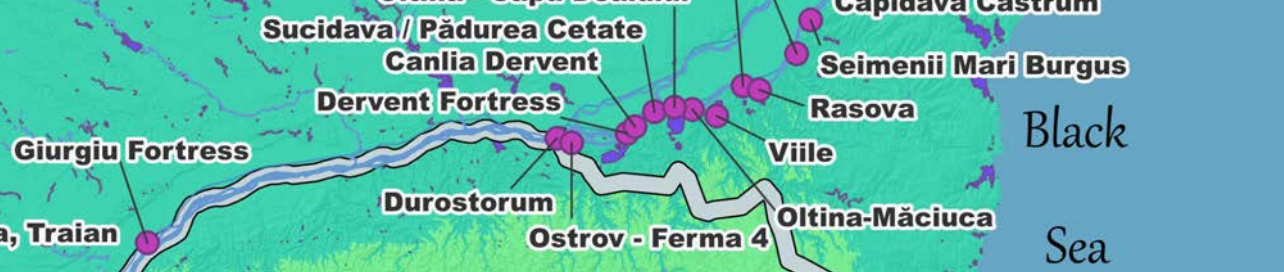 Capidava Castrum
Sucidava / Pădurea Cetate
Canlia Dervent
Seimenii Mari Burgus
Dervent Fortress
Rasova
Black
Giurgiu Fortress
Viile
Durostorum
Oltina-Măciuca
Traian
Ostrov - Ferma 4
Sea